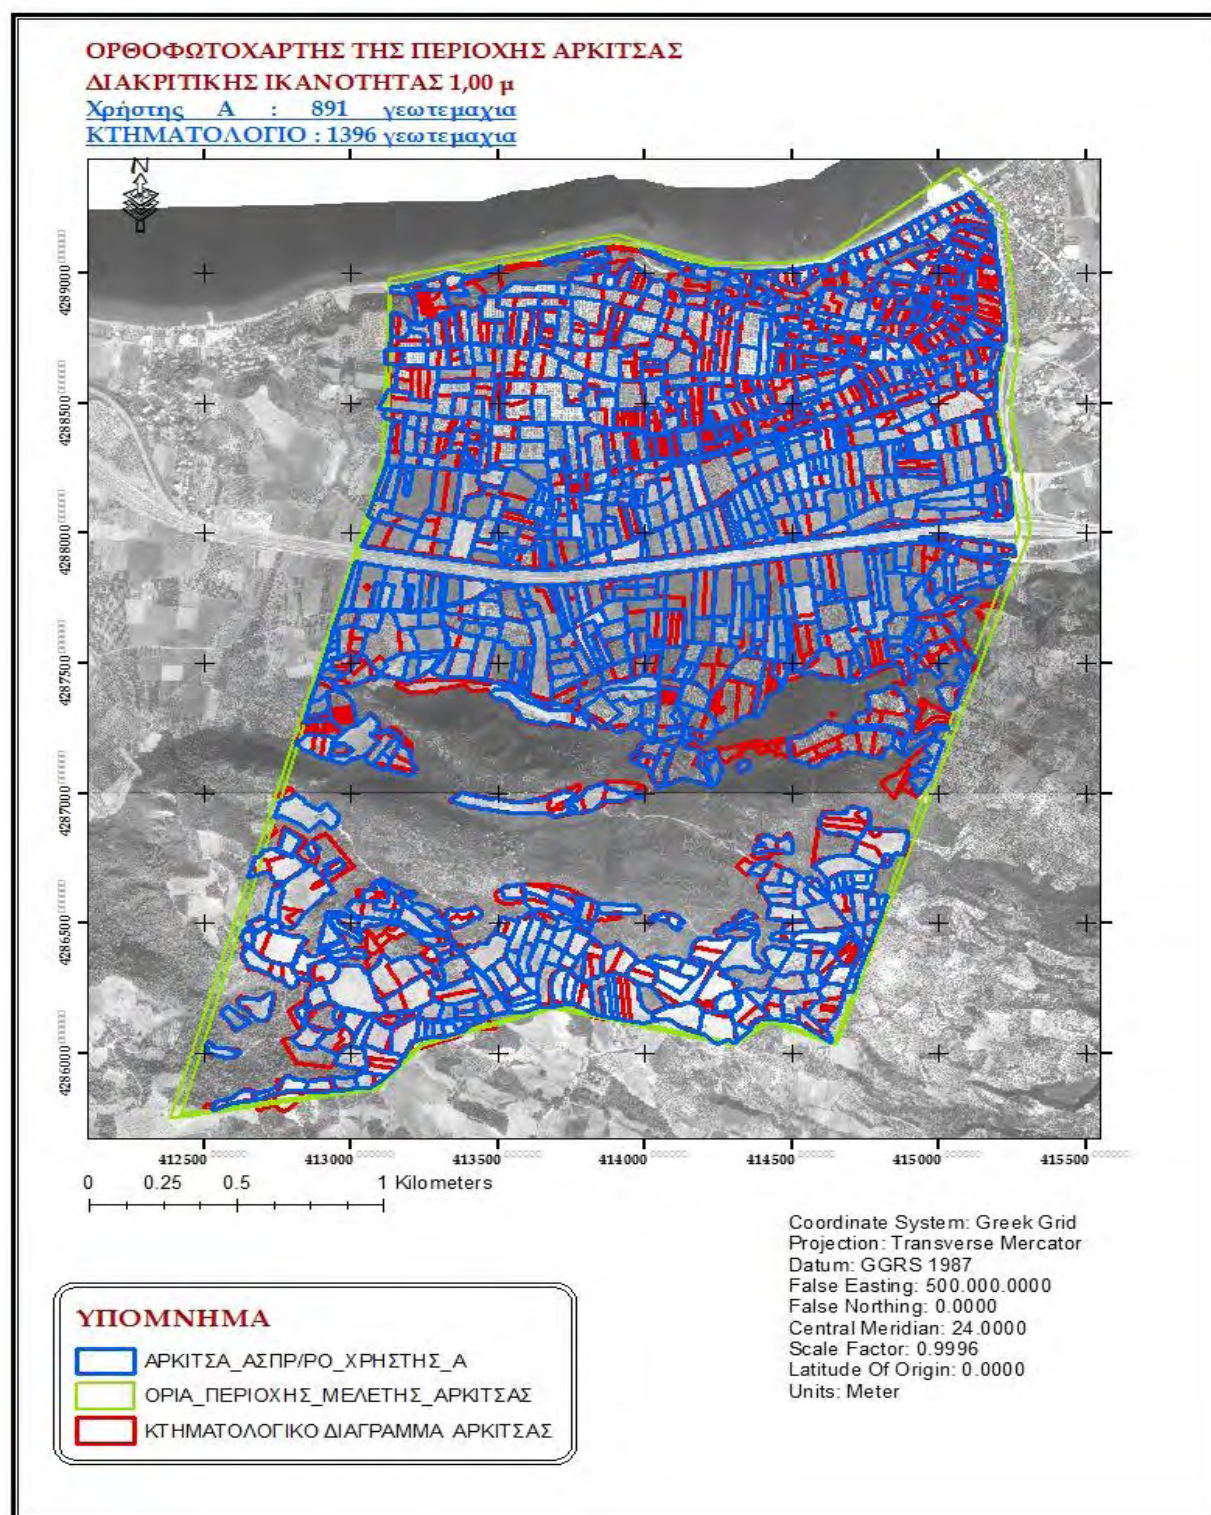 ΟΡΘΟΦΩΤΟΧΑΡΤΗΣ ΤΗΣ ΠΕΡΙΟΧΗΣ ΑΡΚΙΤΣΑΣ
ΔΙΑΚΡΙΤΙΚΗΣ ΙΚΑΝΟΤΗΤΑΣ 1,00 μ
Χρήστης Α : 891 γεωτεμαχια
ΚΤΗΜΑΤΟΛΟΓΙΟ : 1396 γεωτεμαχια
N
4289000
4288500
4288000
4287500
4287000
4286500
4286000
412500 413000 413500 414000 414500 415000 415500
0 0.25 0.5 1 Kilometers
Coordinate System: Greek Grid
Projection: Transverse Mercator
Datum: GGRS 1987
False Easting: 500.000.0000
False Northing: 0.0000
Central Meridian: 24.0000
Scale Factor: 0.9996
Latitude Of Origin: 0.0000
Units: Meter
ΥΠΟΜΝΗΜΑ
ΑΡΚΙΤΣΑ_ΑΣΠΡ/ΡΟ_ΧΡΗΣΤΗΣ_Α
ΟΡΙΑ_ΠΕΡΙΟΧΗΣ_ΜΕΛΕΤΗΣ_ΑΡΚΙΤΣΑΣ
ΚΤΗΜΑΤΟΛΟΓΙΚΟ ΔΙΑΓΡΑΜΜΑ ΑΡΚΙΤΣΑΣ